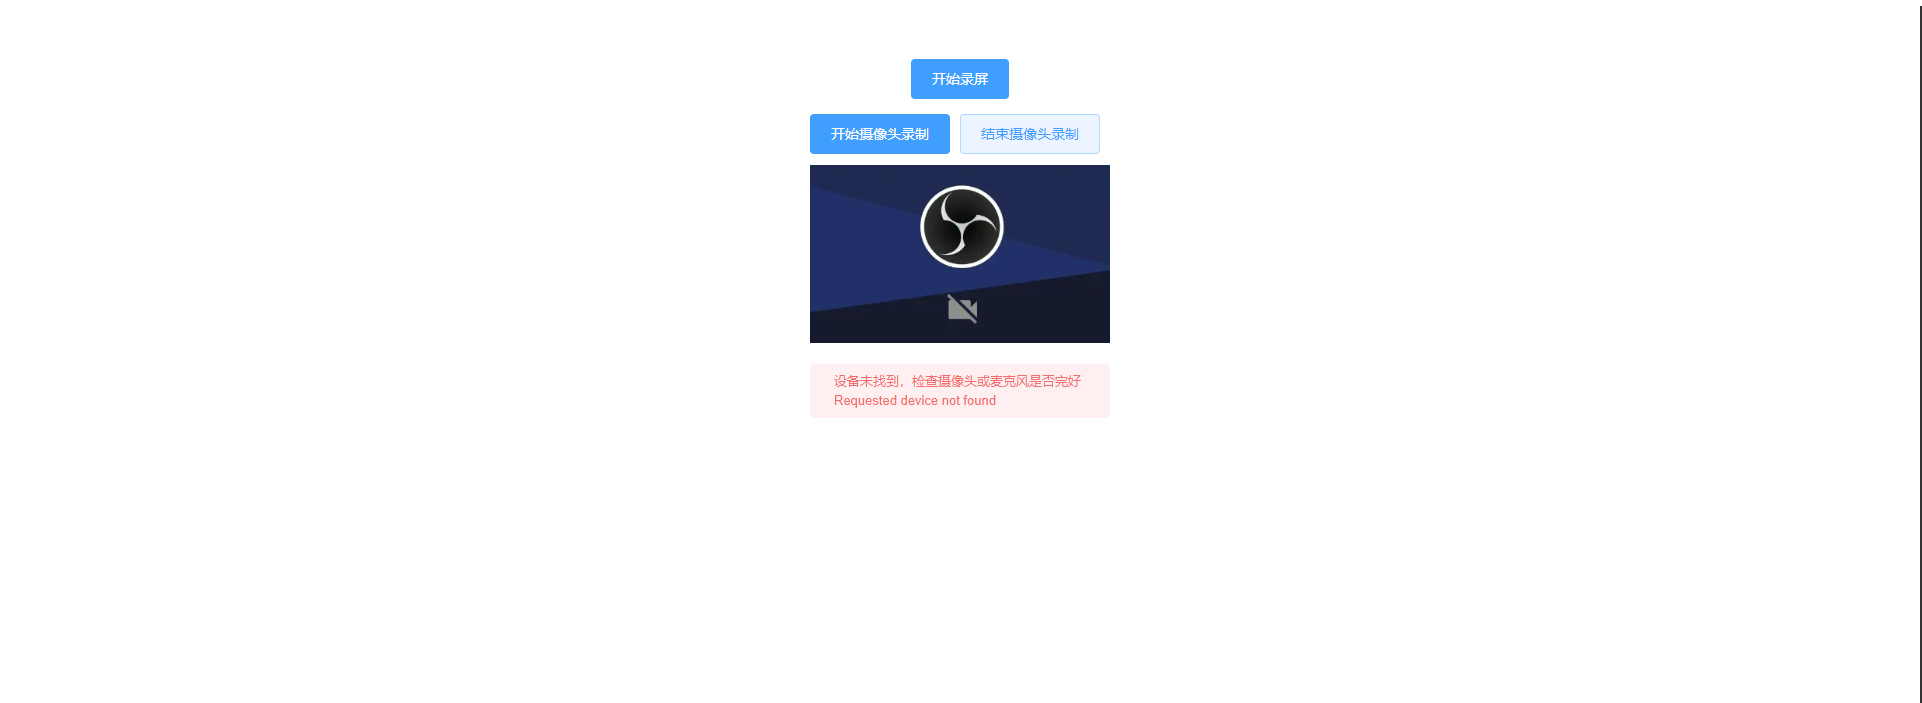 开始录屏
开始摄像头录制
结束摄像头录制
设备未找到，检查摄像头或麦克风是否完好
Requested device not found